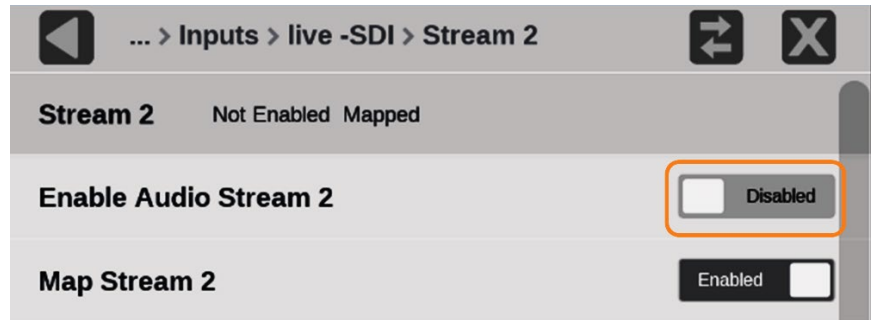 ... > Inputs > live -SDI > Stream 2
Stream 2 Not Enabled Mapped
Enable Audio Stream 2 Disabled
Map Stream 2 Enabled